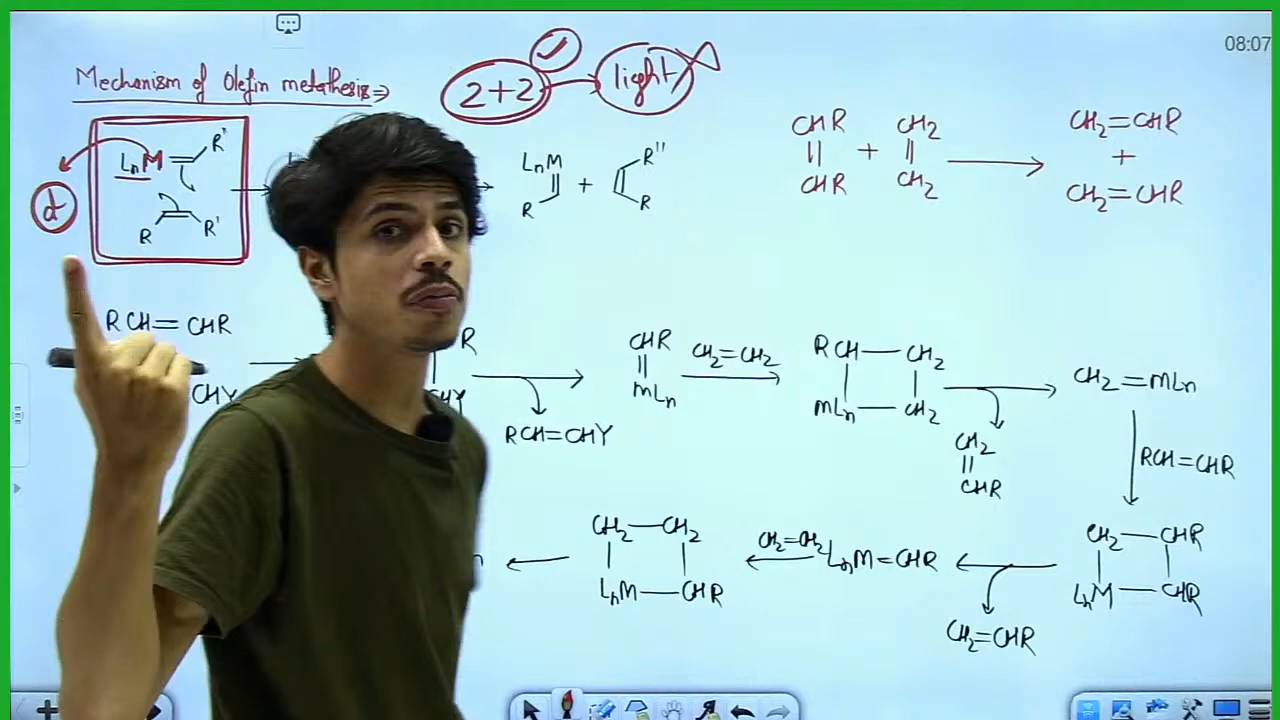 08:07
Mechanism of Olefin metathesis ⇒
2+2 → light
LnM = R'
R R'
d
LnM
R
+
R''
R
CHR || CHR + CH2 || CH2 → CH2=CHR + CH2=CHR
RCH=CHR
CHY
R
CHY
RCH=CHY
CHR || MLn
CH2=CH2
RCH—CH2
MLn—CH2
CH2 || CHR
CH2=MLn
RCH=CHR
CH2—CHR
LnM—CHR
CH2=CHR
LnM=CHR
CH2=CH2
CH2—CH2
LnM—CHR
n